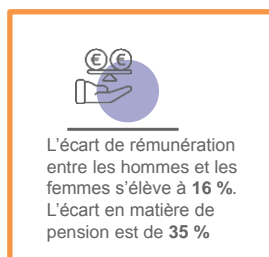 L'écart de rémunération
entre les hommes et les
femmes s'élève à 16 %.
L'écart en matière de
pension est de 35 %